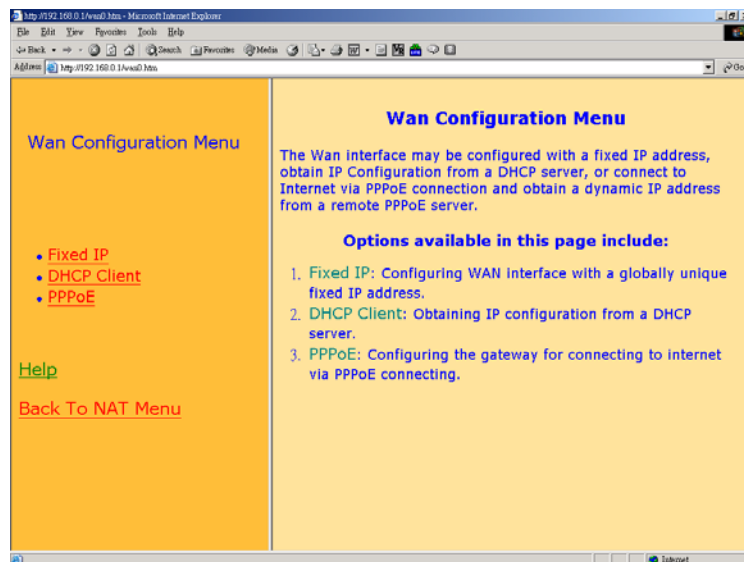 http://192.168.0.1/wan0.htm - Microsoft Internet Explorer
File Edit View Favorites Tools Help
Back Search Favorites Media
Address http://192.168.0.1/wan0.htm Go
Wan Configuration Menu
Fixed IP
DHCP Client
PPPoE
Help
Back To NAT Menu
Wan Configuration Menu
The Wan interface may be configured with a fixed IP address,
obtain IP Configuration from a DHCP server, or connect to
Internet via PPPoE connection and obtain a dynamic IP address
from a remote PPPoE server.
Options available in this page include:
1. Fixed IP: Configuring WAN interface with a globally unique
fixed IP address.
2. DHCP Client: Obtaining IP configuration from a DHCP
server.
3. PPPoE: Configuring the gateway for connecting to internet
via PPPoE connecting.
Internet